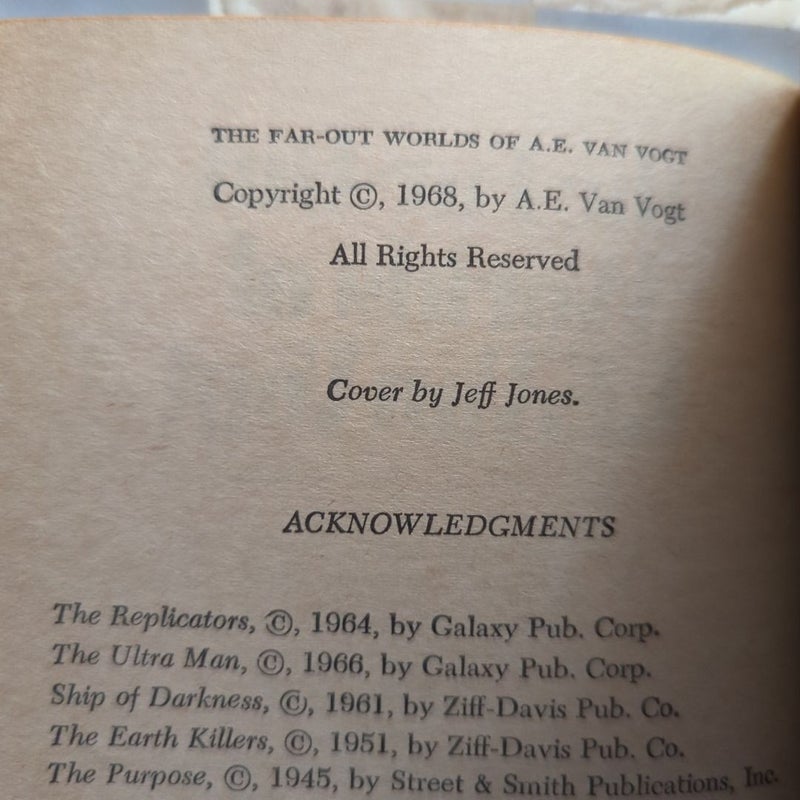 THE FAR-OUT WORLDS OF A.E. VAN VOGT
Copyright ©, 1968, by A.E. Van Vogt
All Rights Reserved
Cover by Jeff Jones.
ACKNOWLEDGMENTS
The Replicators, ©, 1964, by Galaxy Pub. Corp.
The Ultra Man, ©, 1966, by Galaxy Pub. Corp.
Ship of Darkness, ©, 1961, by Ziff-Davis Pub. Co.
The Earth Killers, ©, 1951, by Ziff-Davis Pub. Co.
The Purpose, ©, 1945, by Street & Smith Publications, Inc.